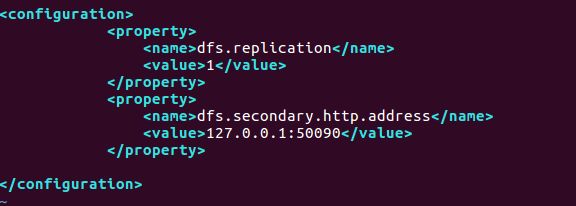 <configuration>
<property>
<name>dfs.replication</name>
<value>1</value>
</property>
<property>
<name>dfs.secondary.http.address</name>
<value>127.0.0.1:50090</value>
</property>
</configuration>
~